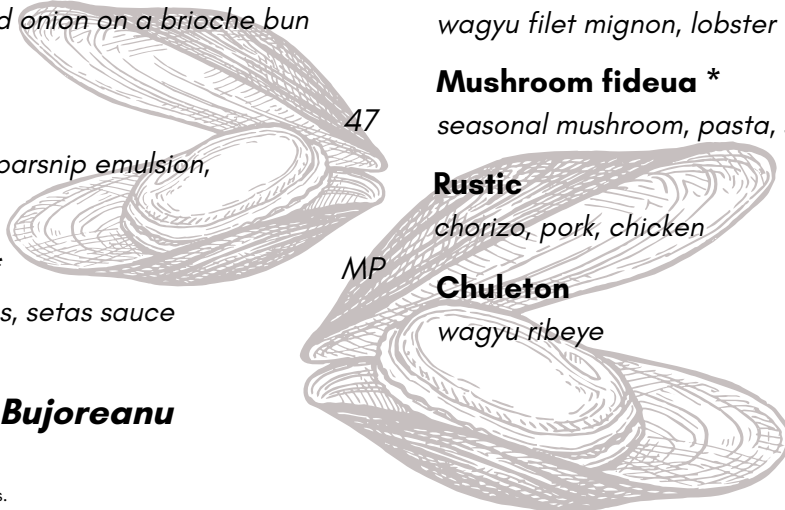 d onion on a brioche bun
47
parsnip emulsion,
MP
s, setas sauce
Bujoreanu
s.
wagyu filet mignon, lobster
Mushroom fideua *
seasonal mushroom, pasta,
Rustic
chorizo, pork, chicken
Chuleton
wagyu ribeye